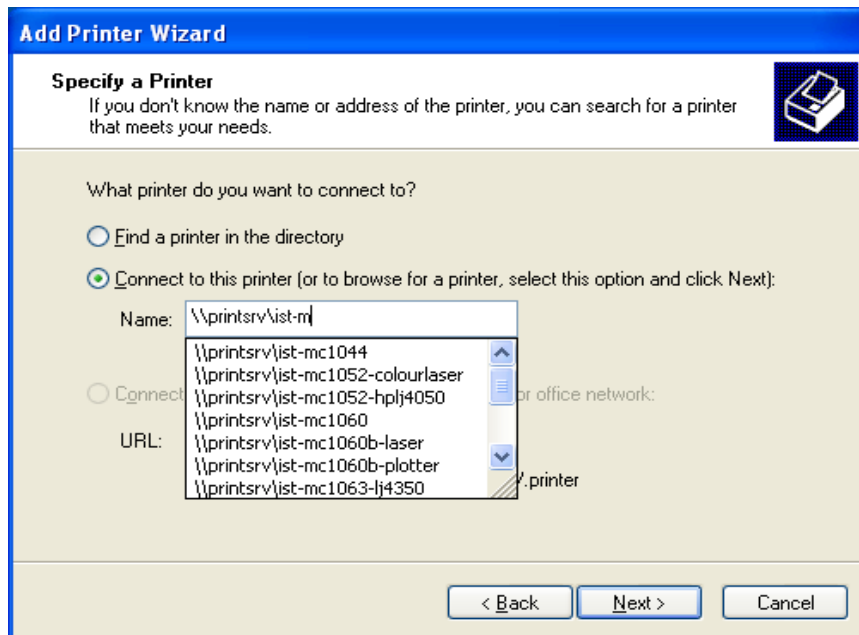 Add Printer Wizard
Specify a Printer
If you don't know the name or address of the printer, you can search for a printer
that meets your needs.
What printer do you want to connect to?
Find a printer in the directory
Connect to this printer (or to browse for a printer, select this option and click Next):
Name: \\printsrv\ist-m
\\printsrv\ist-mc1044
\\printsrv\ist-mc1052-colourlaser
\\printsrv\ist-mc1052-hplj4050
Connect or office network:
\\printsrv\ist-mc1060
\\printsrv\ist-mc1060b-laser
URL:
\\printsrv\ist-mc1060b-plotter
\\printsrv\ist-mc1063-lj4350
/.printer
< Back Next > Cancel